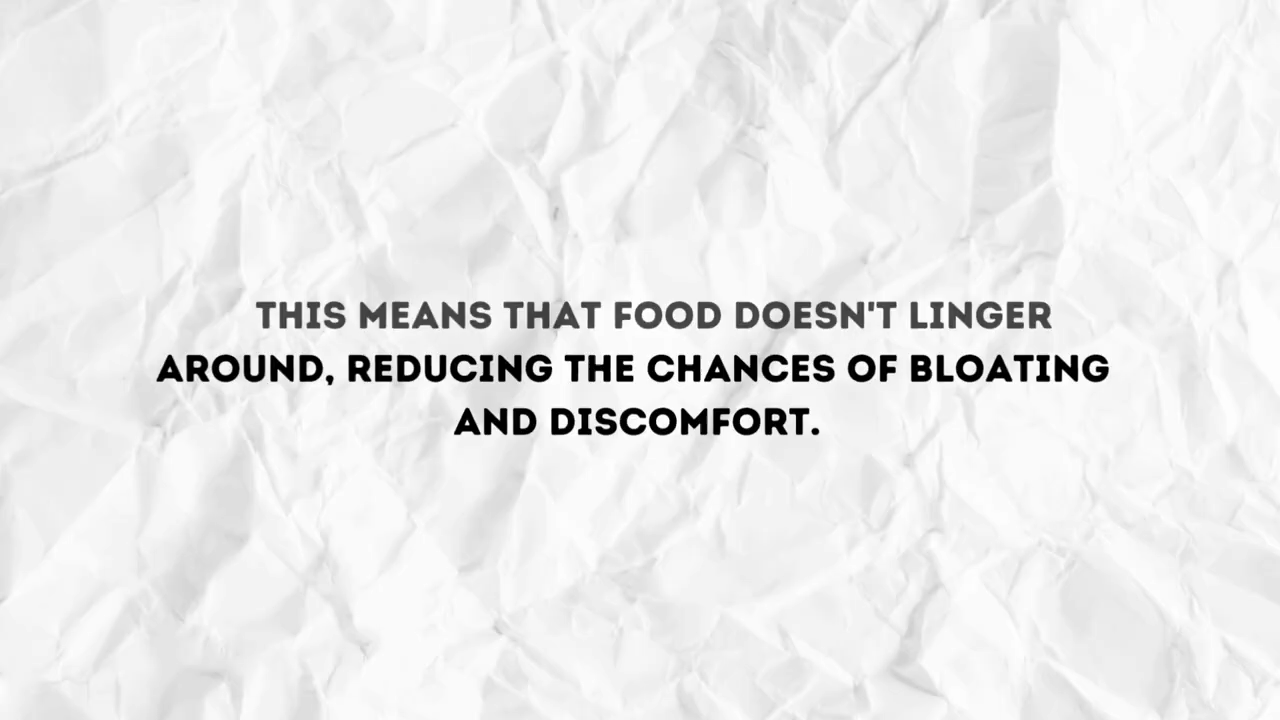 THIS MEANS THAT FOOD DOESN'T LINGER
AROUND, REDUCING THE CHANCES OF BLOATING
AND DISCOMFORT.